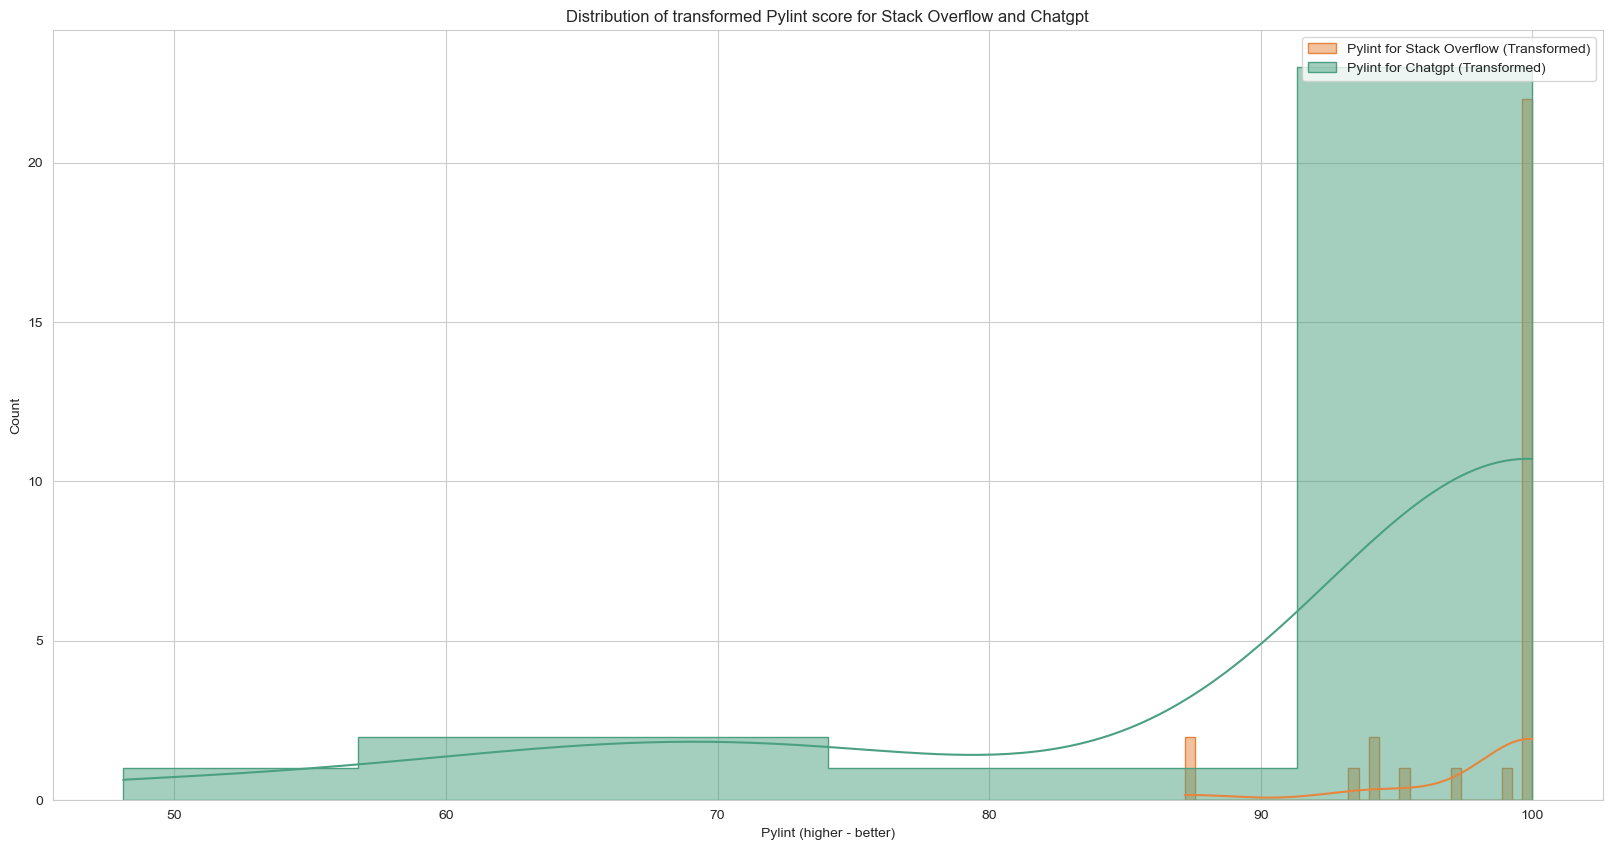 Distribution of transformed Pylint score for Stack Overflow and Chatgpt
Pylint for Stack Overflow (Transformed)
Pylint for Chatgpt (Transformed)
Count
20
15
10
5
0
50 60 70 80 90 100
Pylint (higher - better)